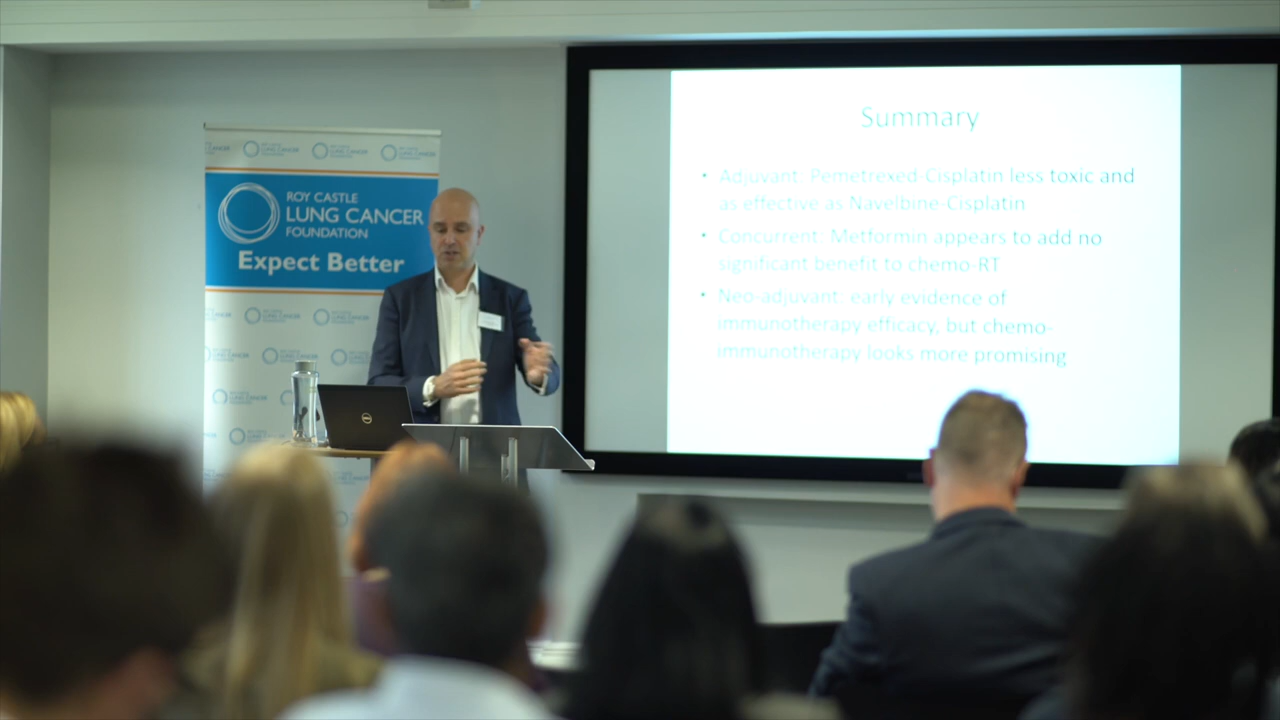 ROY CASTLE
LUNG CANCER
FOUNDATION
Expect Better
Summary
• Adjuvant: Pemetrexed-Cisplatin less toxic and
as effective as Navelbine-Cisplatin
• Concurrent: Metformin appears to add no
significant benefit to chemo-RT
• Neo-adjuvant: early evidence of
immunotherapy efficacy, but chemo-
immunotherapy looks more promising